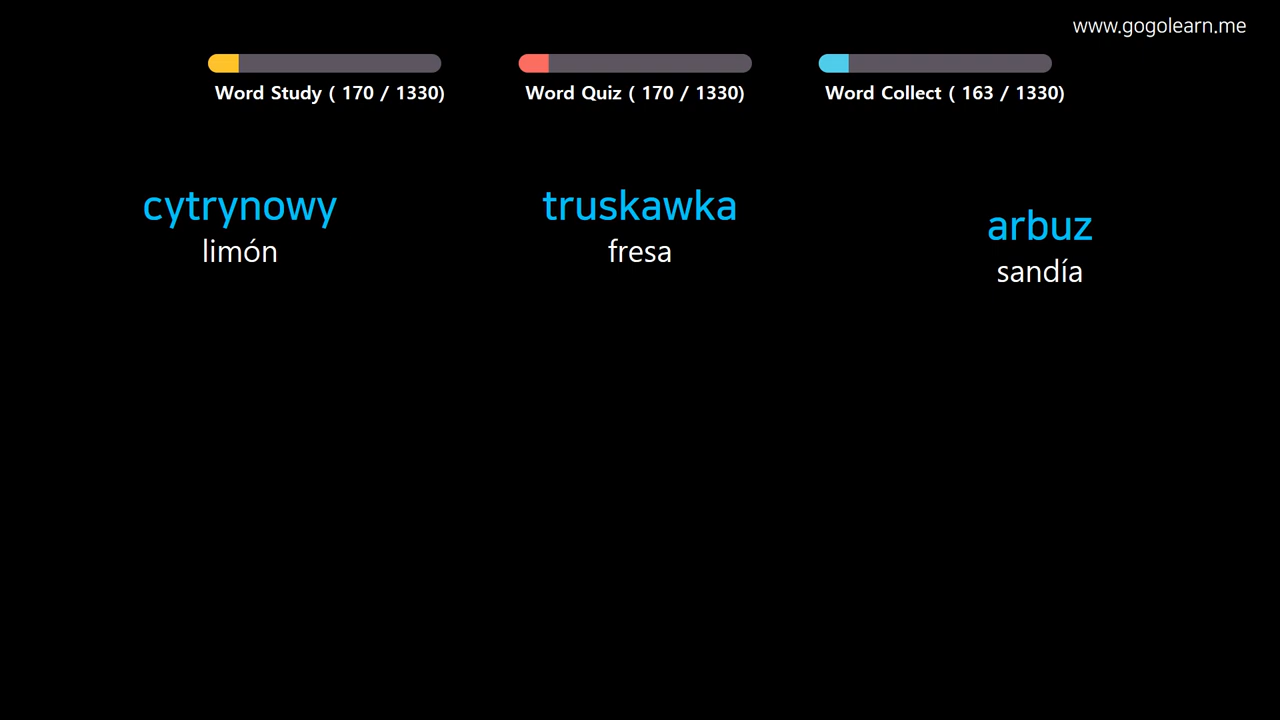 www.gogolearn.me
Word Study ( 170 / 1330)
Word Quiz ( 170 / 1330)
Word Collect ( 163 / 1330)
cytrynowy
limón
truskawka
fresa
arbuz
sandía